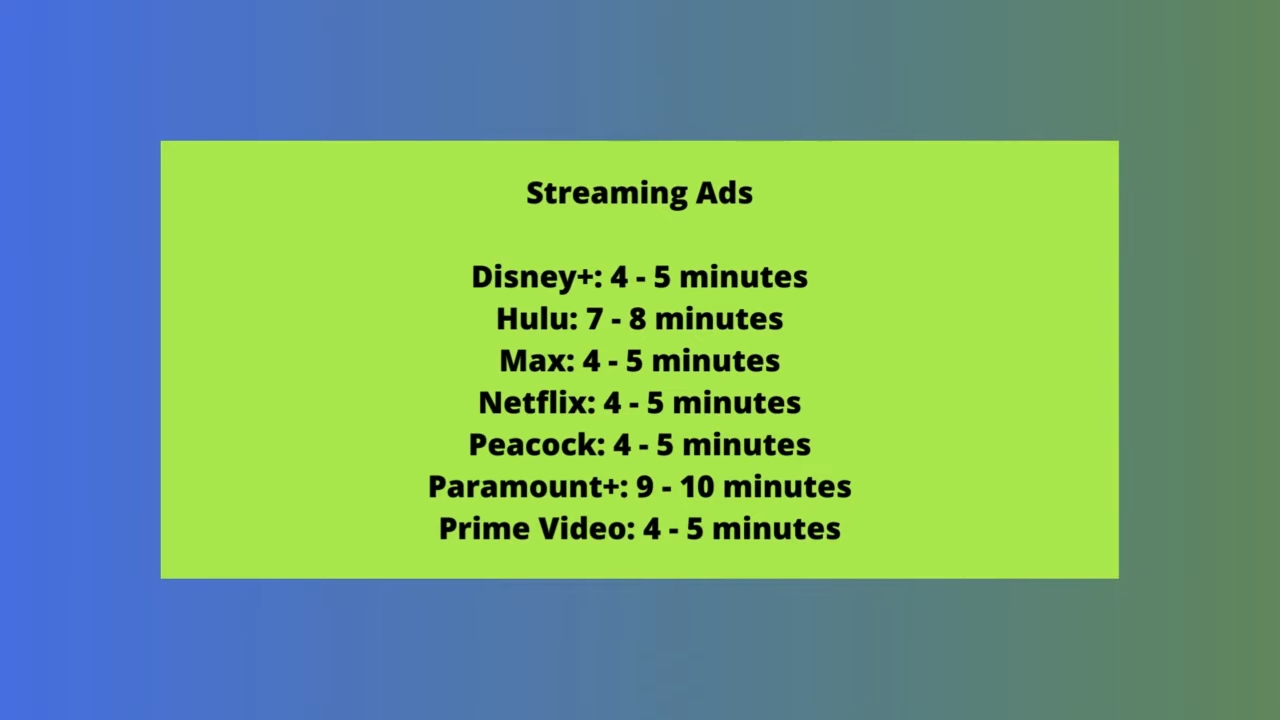 Streaming Ads
Disney+: 4 - 5 minutes
Hulu: 7 - 8 minutes
Max: 4 - 5 minutes
Netflix: 4 - 5 minutes
Peacock: 4 - 5 minutes
Paramount+: 9 - 10 minutes
Prime Video: 4 - 5 minutes